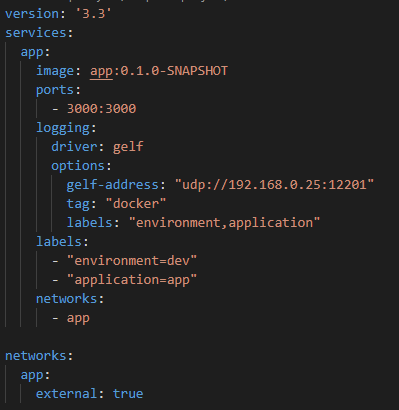 version: '3.3'
services:
  app:
    image: app:0.1.0-SNAPSHOT
    ports:
      - 3000:3000
    logging:
      driver: gelf
      options:
        gelf-address: "udp://192.168.0.25:12201"
        tag: "docker"
        labels: "environment,application"
    labels:
      - "environment=dev"
      - "application=app"
    networks:
      - app

networks:
  app:
    external: true